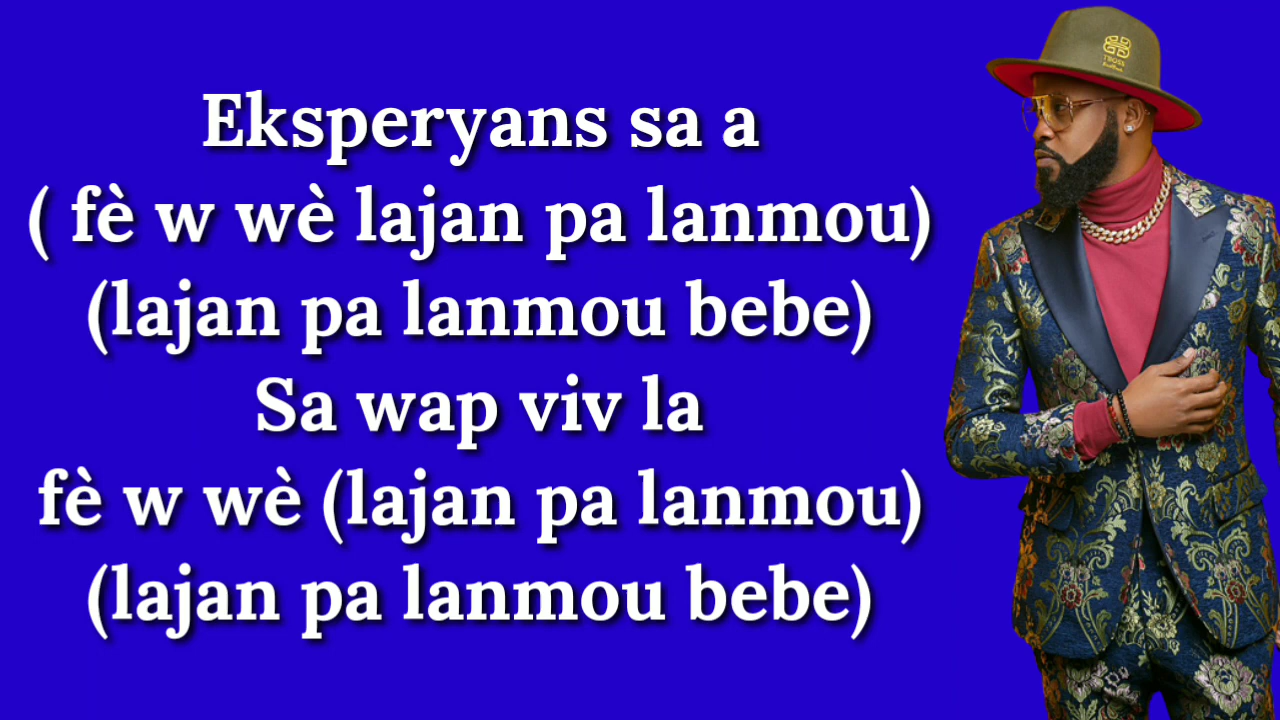 Eksperyans sa a
( fè w wè lajan pa lanmou)
(lajan pa lanmou bebe)
Sa wap viv la
fè w wè (lajan pa lanmou)
(lajan pa lanmou bebe)